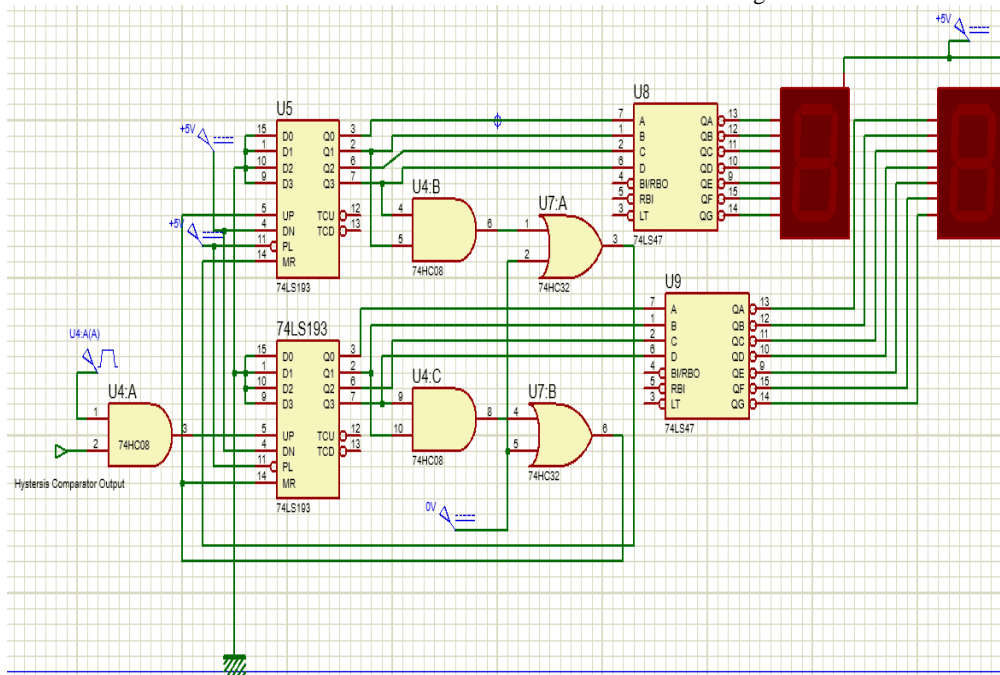 +5V
U8
U5
+5V
15 D0 Q0 3
1 D1 Q1 2
10 D2 Q2 6
9 D3 Q3 7
5 UP TCU 12
4 DN TCD 13
11 PL
14 MR
74LS193
+5V
U4:B
4
5
6
74HC08
U7:A
1
2
3
74HC32
7 A QA 13
1 B QB 12
2 C QC 11
6 D QD 10
4 BI/RBO QE 9
5 RBI QF 15
3 LT QG 14
74LS47
U9
7 A QA 13
1 B QB 12
2 C QC 11
6 D QD 10
4 BI/RBO QE 9
5 RBI QF 15
3 LT QG 14
74LS47
74LS193
15 D0 Q0 3
1 D1 Q1 2
10 D2 Q2 6
9 D3 Q3 7
5 UP TCU 12
4 DN TCD 13
11 PL
14 MR
74LS193
U4:A(A)
U4:A
1
2
3
74HC08
Hystersis Comparator Output
U4:C
9
10
8
74HC08
U7:B
4
5
6
74HC32
0V